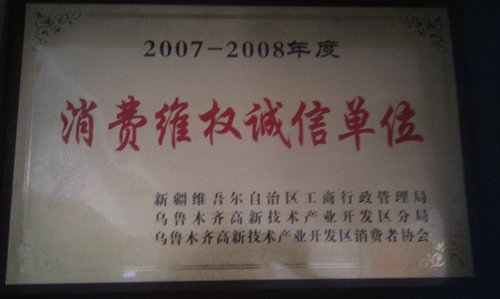 2007-2008年度
消费维权诚信单位
新疆维吾尔自治区工商行政管理局
乌鲁木齐高新技术产业开发区分局
乌鲁木齐高新技术产业开发区消费者协会